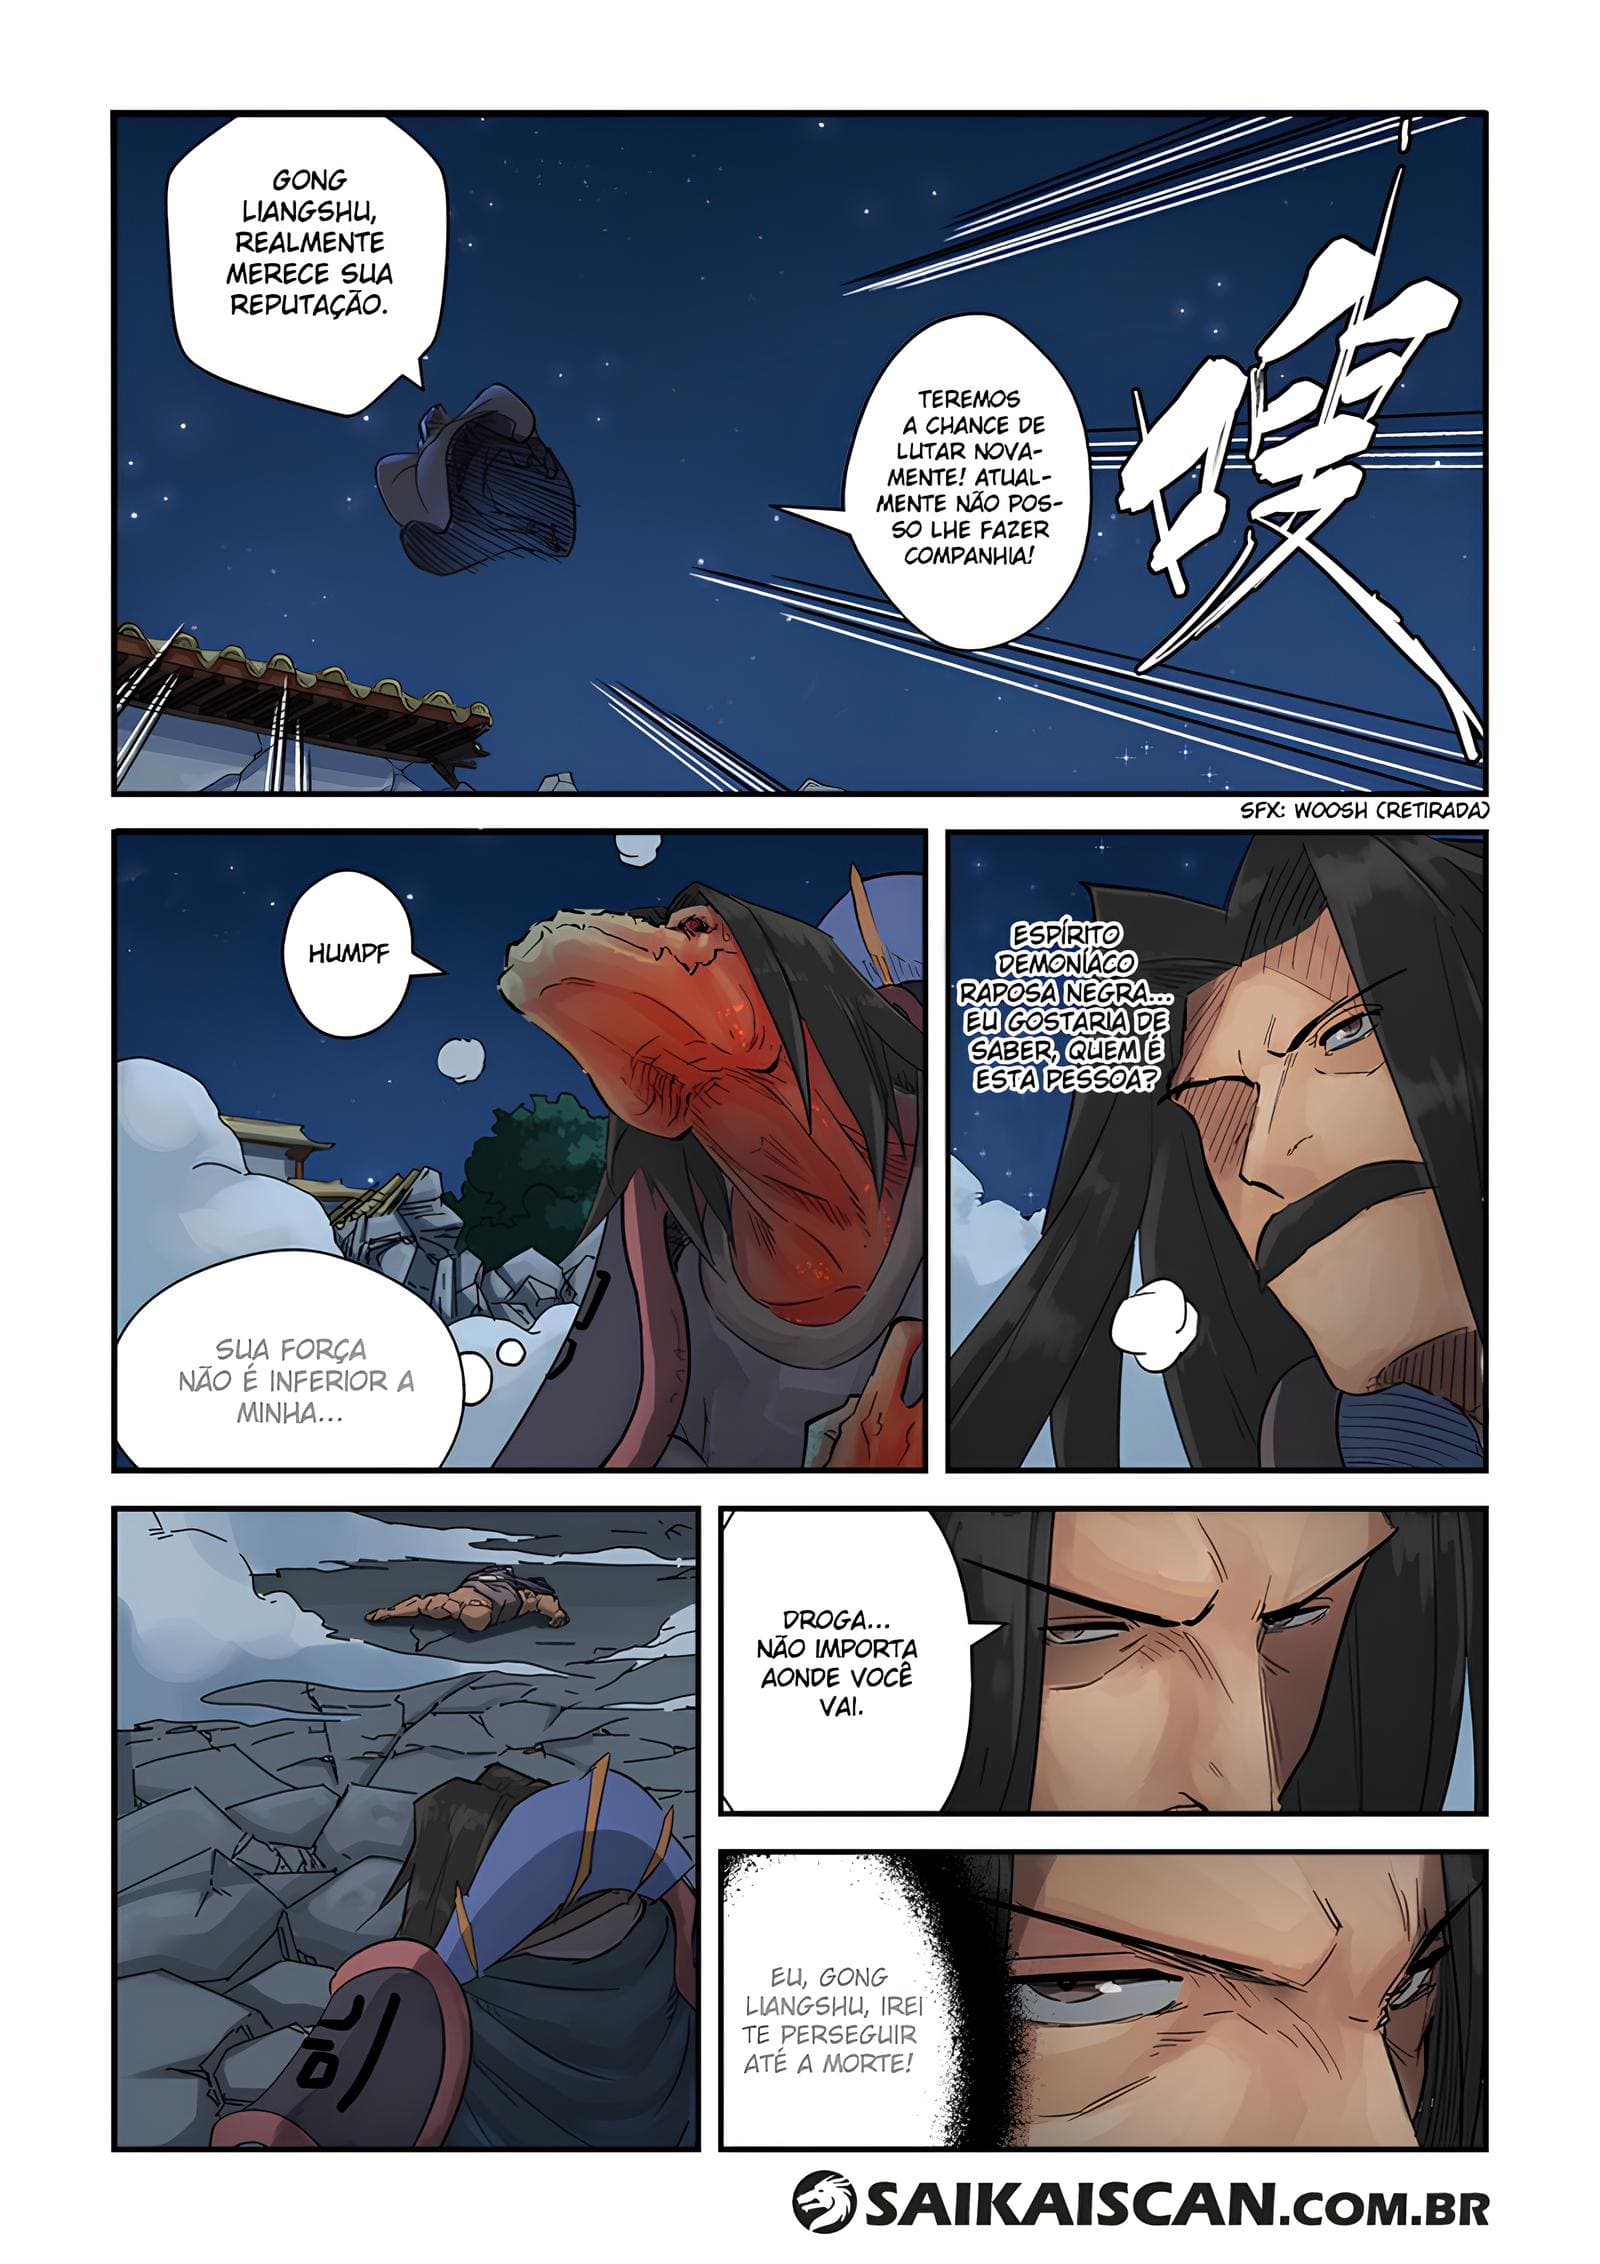 GONG
LIANGSHU,
REALMENTE
MERECE SUA
REPUTAÇÃO.
TEREMOS
A CHANCE DE
LUTAR NOVA-
MENTE! ATUAL-
MENTE NÃO POS-
SO LHE FAZER
COMPANHIA!
SFX: WOOSH (RETIRADA)
HUMPF
SUA FORÇA
NÃO É INFERIOR A
MINHA...
ESPÍRITO
DEMONÍACO
RAPOSA NEGRA...
EU GOSTARIA DE
SABER, QUEM É
ESTA PESSOA?
DROGA...
NÃO IMPORTA
AONDE VOCÊ
VAI.
EU, GONG
LIANGSHU, IREI
TE PERSEGUIR
ATÉ A MORTE!
SAIKAISCAN.COM.BR